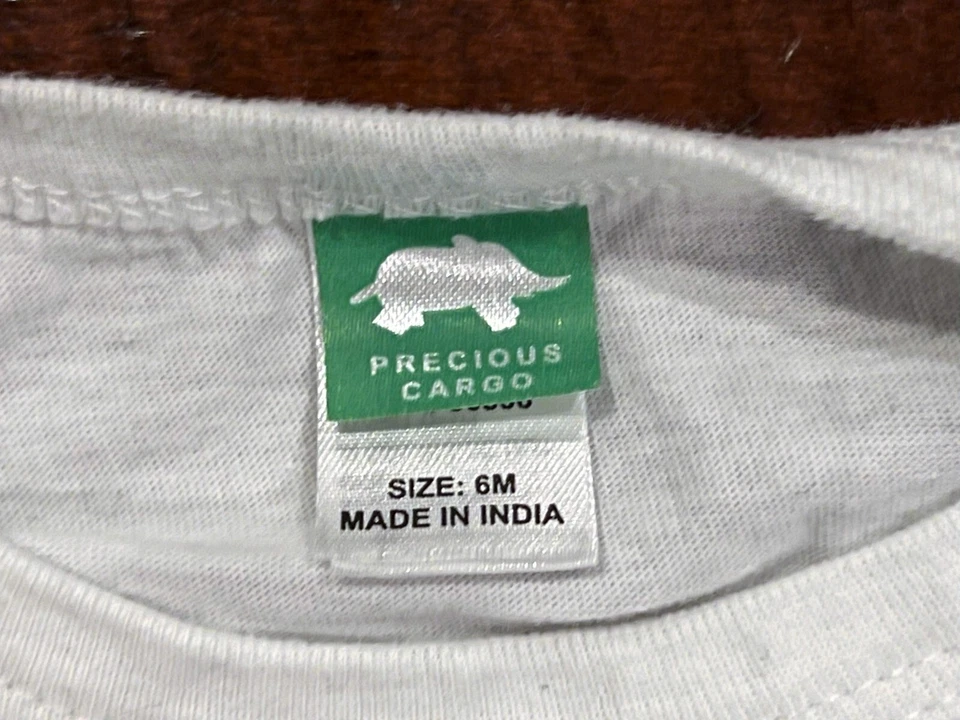 PRECIOUS
CARGO
SIZE: 6M
MADE IN INDIA